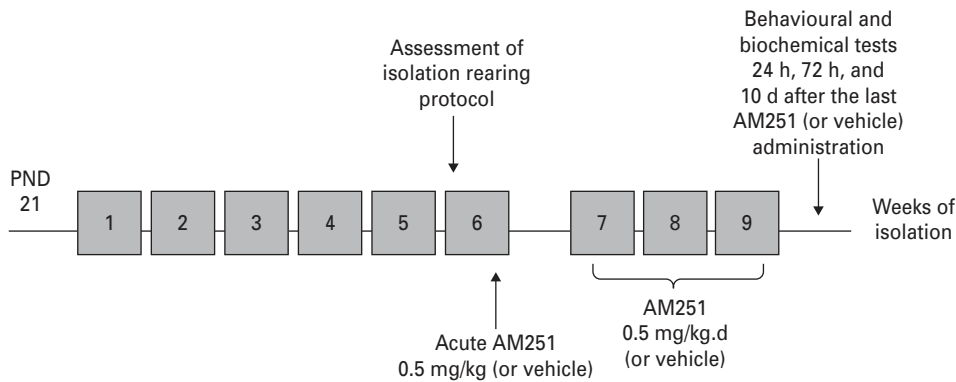 Behavioural and
biochemical tests
24 h, 72 h, and
10 d after the last
AM251 (or vehicle)
administration
Assessment of
isolation rearing
protocol
PND
21
1
2
3
4
5
6
7
8
9
Weeks of
isolation
Acute AM251
0.5 mg/kg (or vehicle)
AM251
0.5 mg/kg.d
(or vehicle)